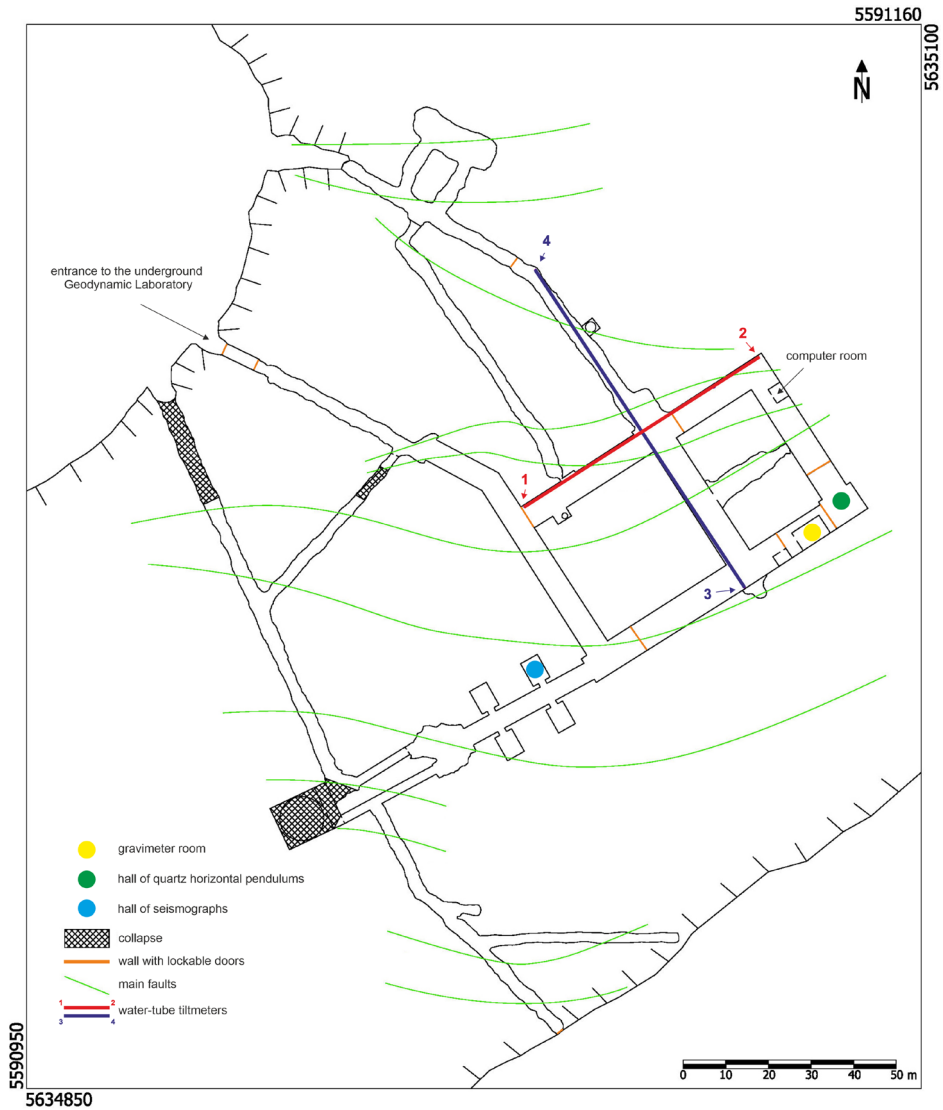 5591160
5635100
N
4
entrance to the underground
Geodynamic Laboratory
2
computer room
1
3
gravimeter room
hall of quartz horizontal pendulums
hall of seismographs
collapse
wall with lockable doors
main faults
1 2
water-tube tiltmeters
3 4
5590950
5634850
0 10 20 30 40 50 m